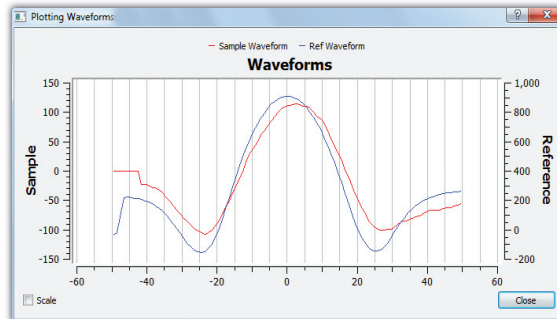 Plotting Waveforms
? X
— Sample Waveform — Ref Waveform
Waveforms
150 1,000
100 800
50 600
0 400
-50 200
-100 0
-150 -200
Sample
Reference
-60 -40 -20 0 20 40 60
Scale
Close